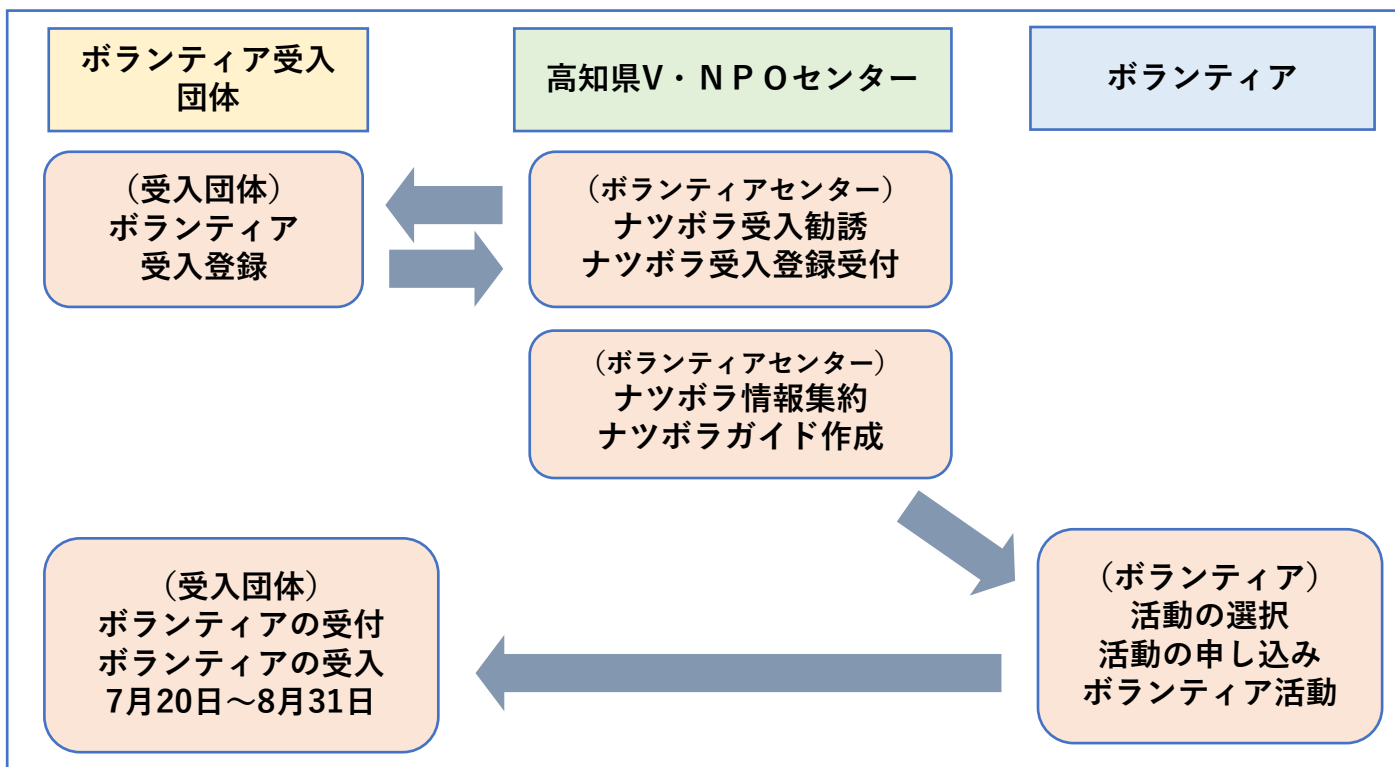 ボランティア受入
団体
高知県V・ＮＰＯセンター
ボランティア
（受入団体）
ボランティア
受入登録
（ボランティアセンター）
ナツボラ受入勧誘
ナツボラ受入登録受付
（ボランティアセンター）
ナツボラ情報集約
ナツボラガイド作成
（受入団体）
ボランティアの受付
ボランティアの受入
7月20日～8月31日
（ボランティア）
活動の選択
活動の申し込み
ボランティア活動